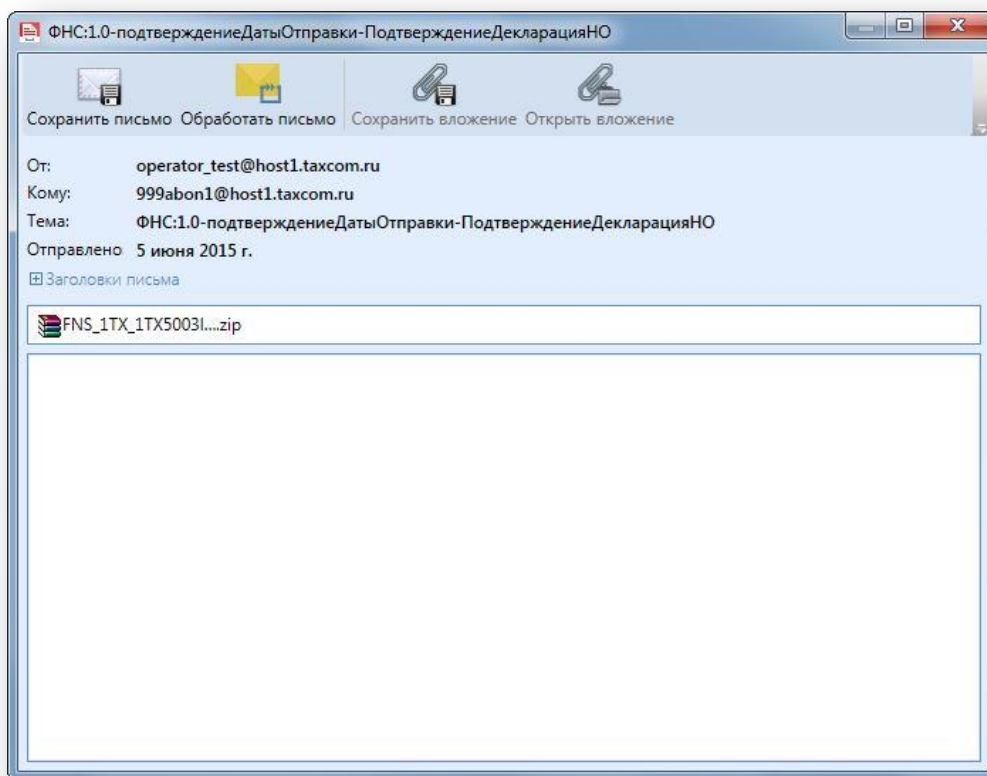 ФНС:1.0-подтверждениеДатыОтправки-ПодтверждениеДекларацияНО
Сохранить письмо Обработать письмо Сохранить вложение Открыть вложение
От: operator_test@host1.taxcom.ru
Кому: 999abon1@host1.taxcom.ru
Тема: ФНС:1.0-подтверждениеДатыОтправки-ПодтверждениеДекларацияНО
Отправлено 5 июня 2015 г.
Заголовки письма
FNS_1TX_1TX5003I....zip